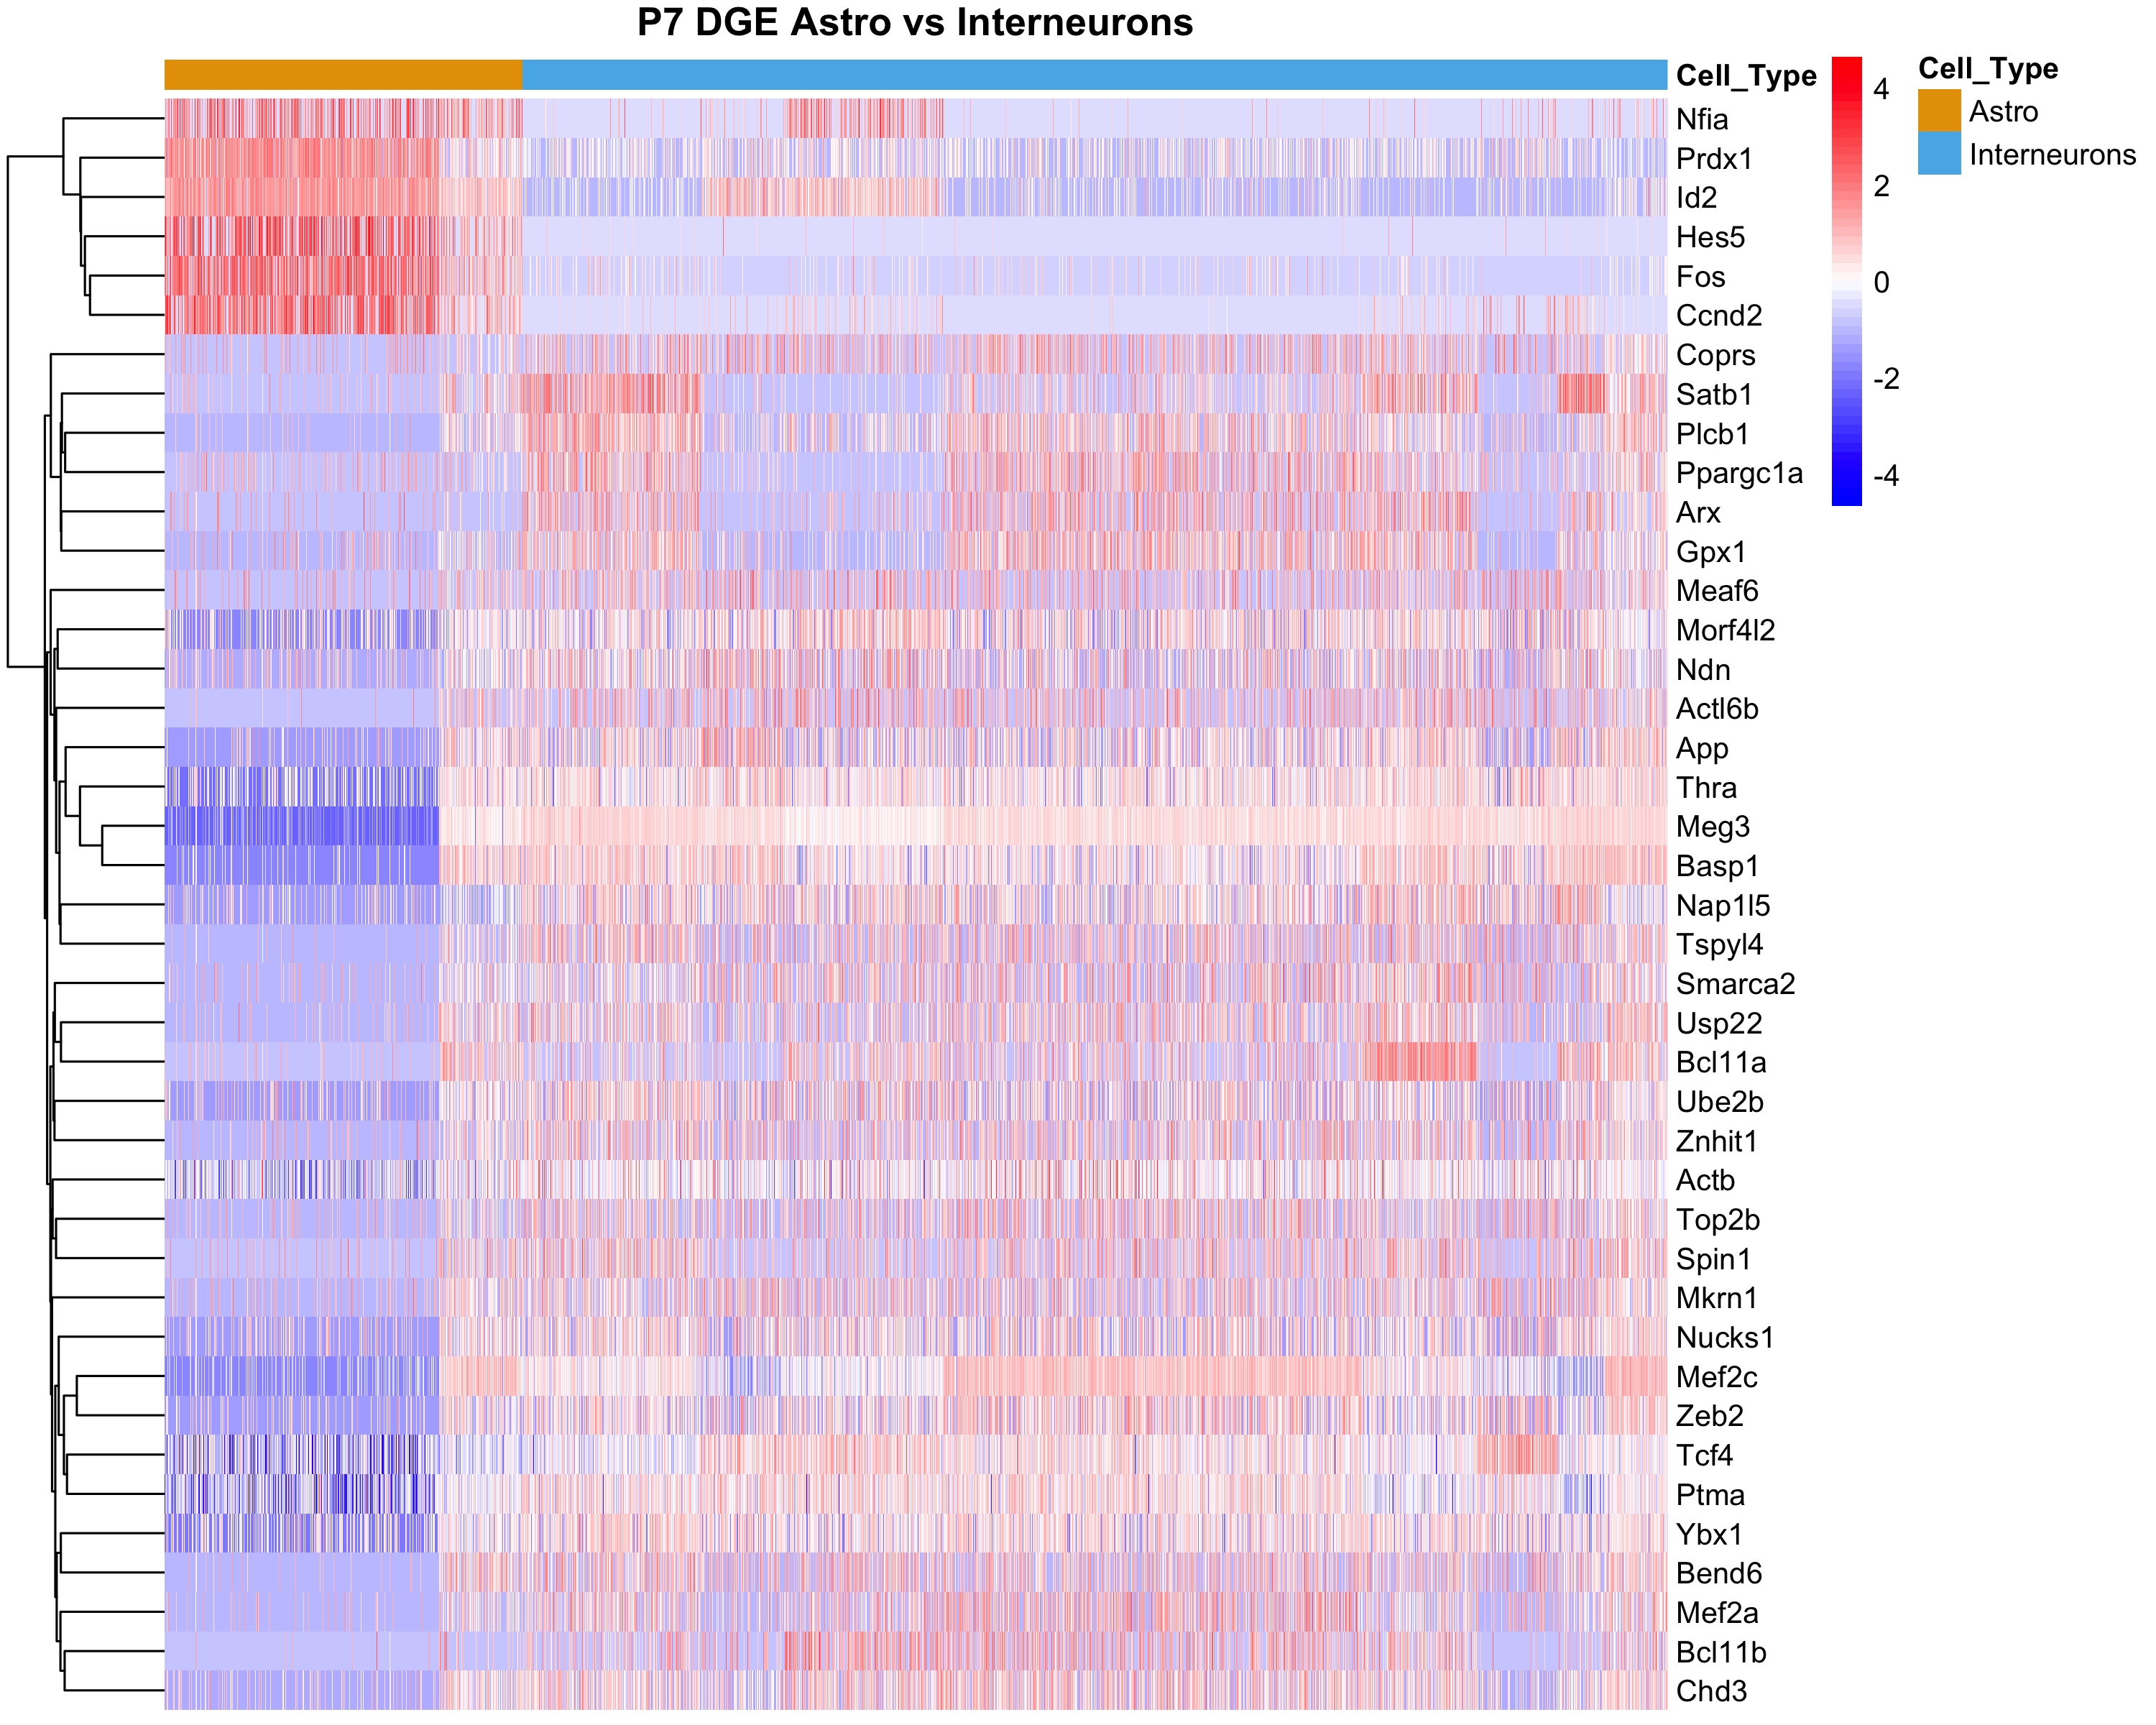 P7 DGE Astro vs Interneurons
Cell_Type
Nfia
Prdx1
Id2
Hes5
Fos
Ccnd2
Coprs
Satb1
Plcb1
Ppargc1a
Arx
Gpx1
Meaf6
Morf4l2
Ndn
Actl6b
App
Thra
Meg3
Basp1
Nap1l5
Tspyl4
Smarca2
Usp22
Bcl11a
Ube2b
Znhit1
Actb
Top2b
Spin1
Mkrn1
Nucks1
Mef2c
Zeb2
Tcf4
Ptma
Ybx1
Bend6
Mef2a
Bcl11b
Chd3
4
2
0
-2
-4
Cell_Type
Astro
Interneurons